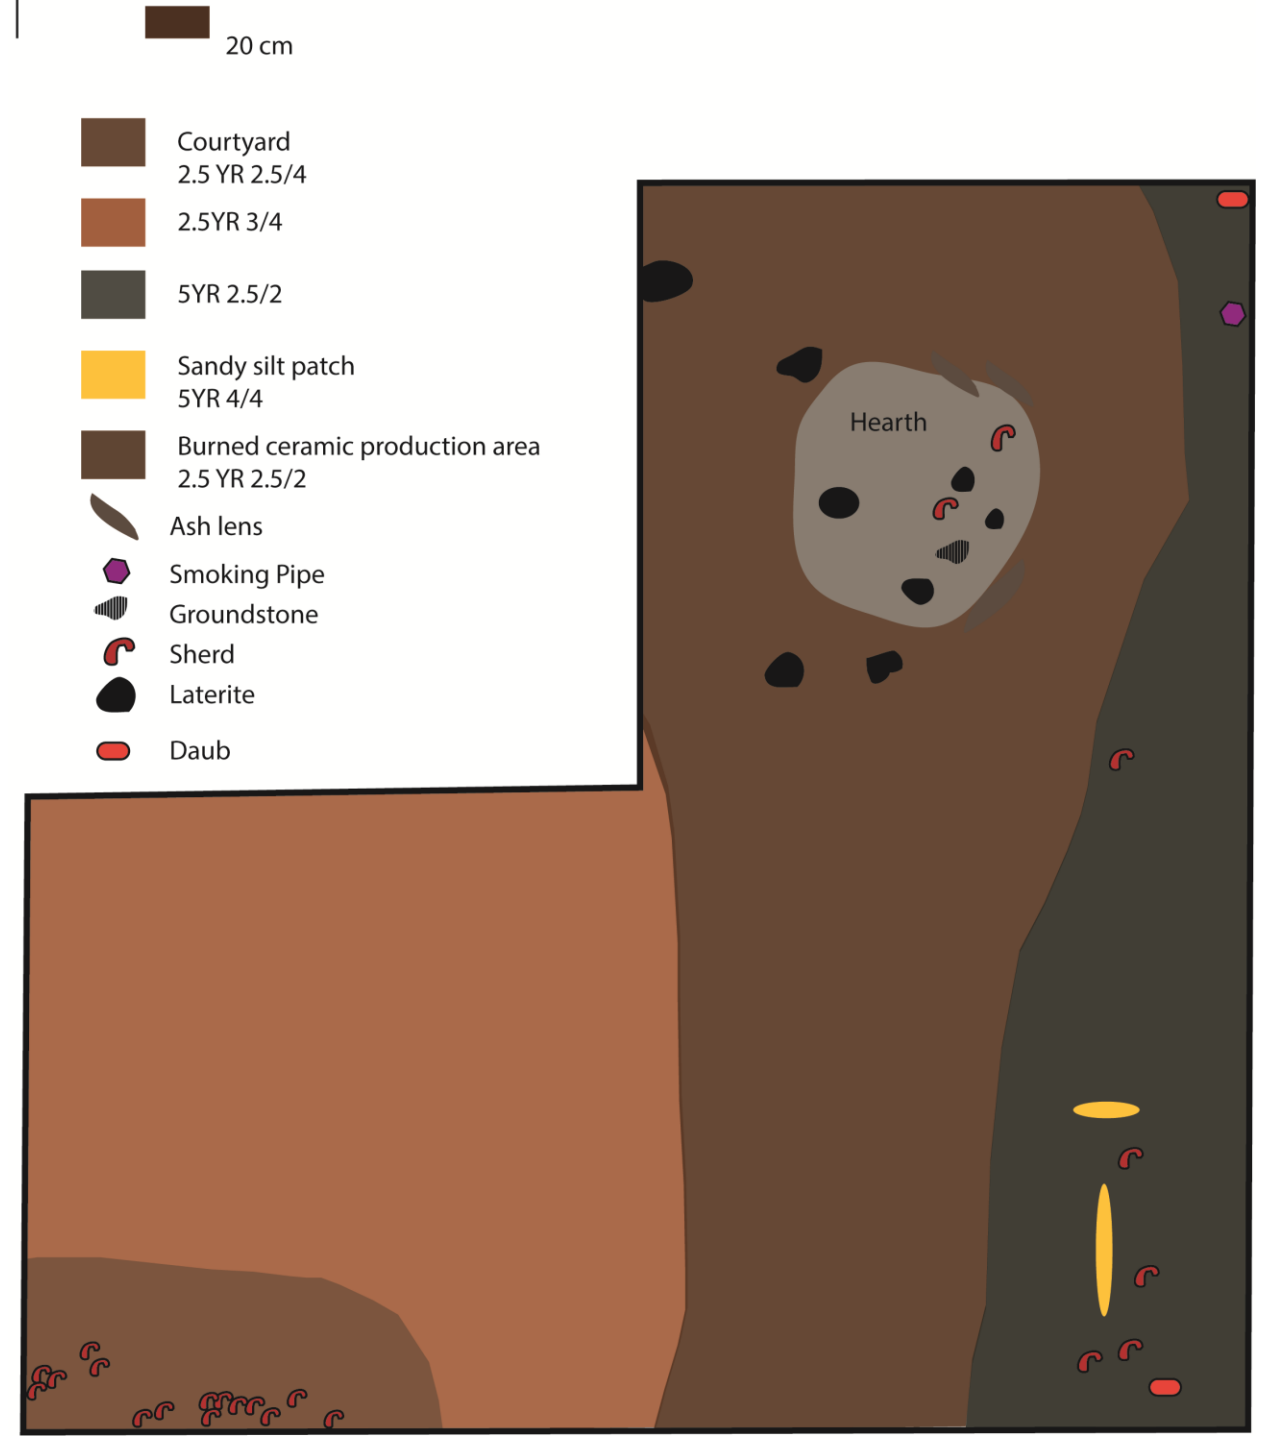 20 cm
Courtyard
2.5 YR 2.5/4
2.5YR 3/4
5YR 2.5/2
Sandy silt patch
5YR 4/4
Burned ceramic production area
2.5 YR 2.5/2
Ash lens
Smoking Pipe
Groundstone
Sherd
Laterite
Daub
Hearth